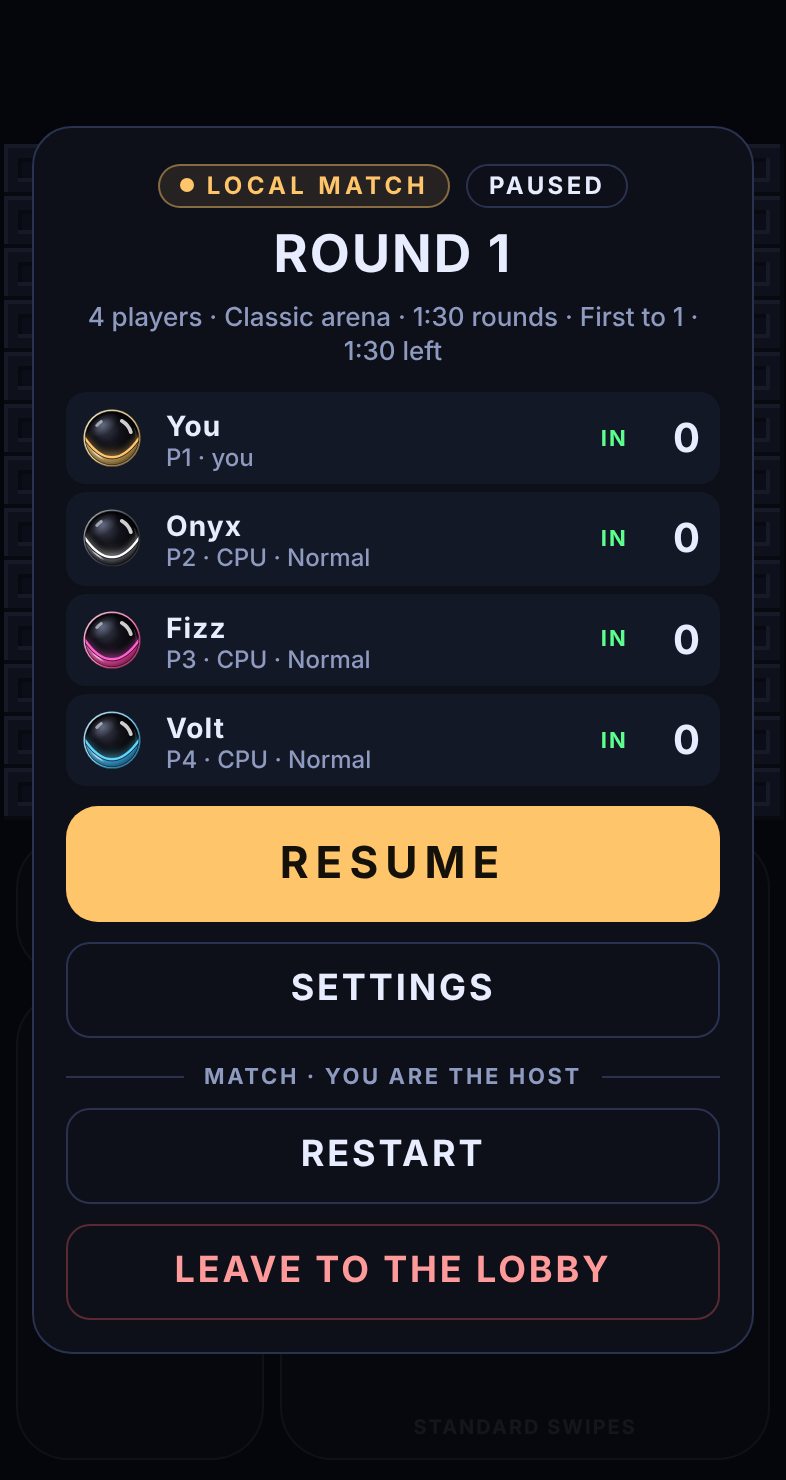 LOCAL MATCH
PAUSED
ROUND 1
4 players · Classic arena · 1:30 rounds · First to 1 ·
1:30 left
You
P1 · you
IN
0
Onyx
P2 · CPU · Normal
IN
0
Fizz
P3 · CPU · Normal
IN
0
Volt
P4 · CPU · Normal
IN
0
RESUME
SETTINGS
MATCH · YOU ARE THE HOST
RESTART
LEAVE TO THE LOBBY
STANDARD SWIPES